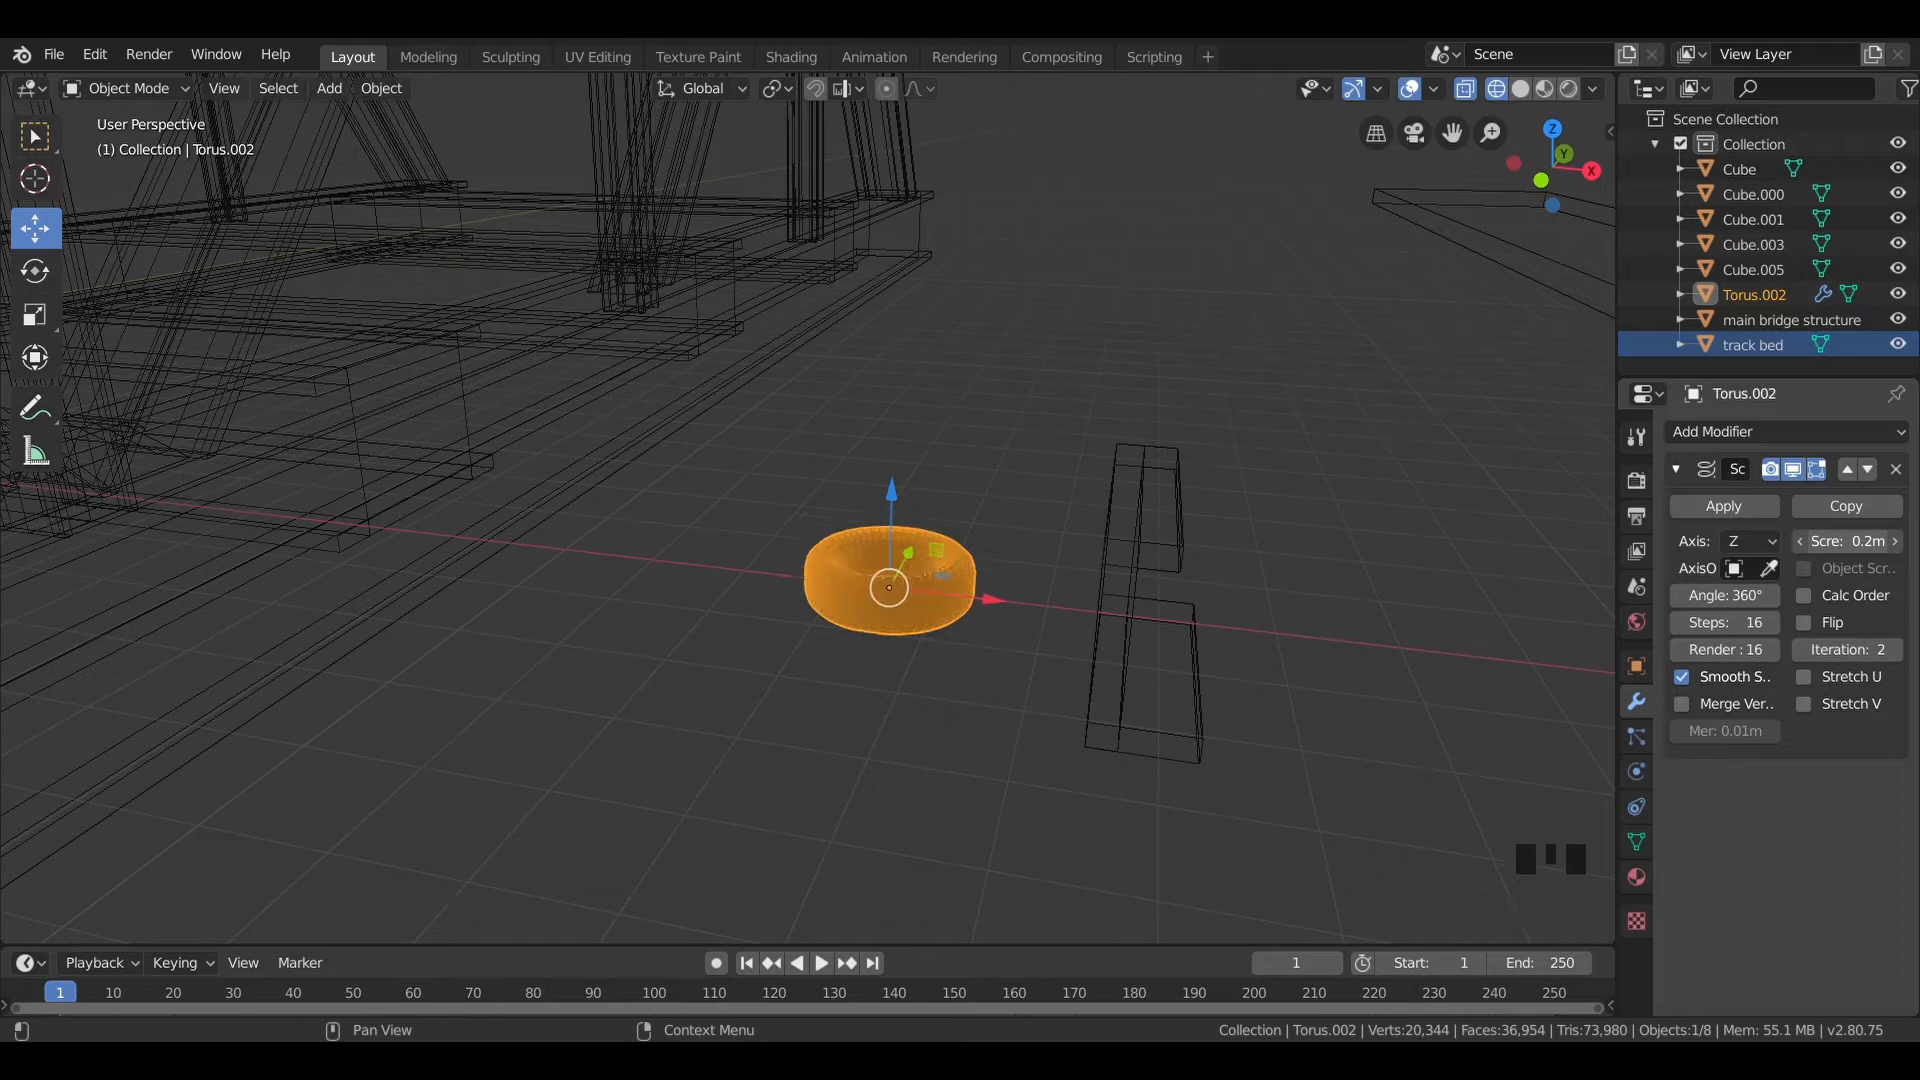 File Edit Render Window Help Layout Modeling Sculpting UV Editing Texture Paint Shading Animation Rendering Compositing Scripting + Scene View Layer
Object Mode View Select Add Object Global
User Perspective
(1) Collection | Torus.002
Z
Y
X
Scene Collection
Collection
Cube
Cube.000
Cube.001
Cube.003
Cube.005
Torus.002
main bridge structure
track bed
Torus.002
Add Modifier
Sc
Apply Copy
Axis: Z Scre: 0.2m
AxisO Object Scr..
Angle: 360° Calc Order
Steps: 16 Flip
Render : 16 Iteration: 2
Smooth S.. Stretch U
Merge Ver.. Stretch V
Mer: 0.01m
Playback Keying View Marker 1 Start: 1 End: 250
1 10 20 30 40 50 60 70 80 90 100 110 120 130 140 150 160 170 180 190 200 210 220 230 240 250
Pan View Context Menu Collection | Torus.002 | Verts:20,344 | Faces:36,954 | Tris:73,980 | Objects:1/8 | Mem: 55.1 MB | v2.80.75